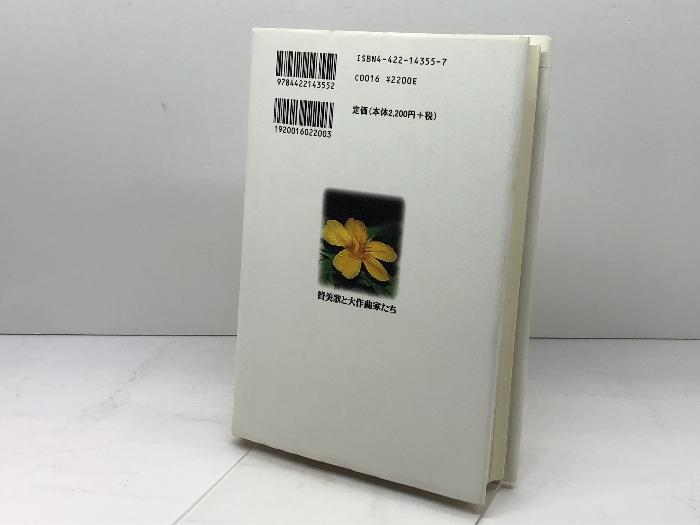 ISBN4-422-14355-7
9784422143552
C0016 ¥2200E
定価(本体2,200円+税)
1920016022003
賛美歌と大作曲家たち